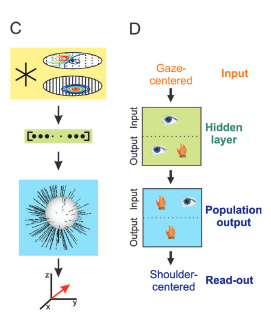 C
z
x
y
D
Gaze-
centered
Input
Input
Output
Hidden
layer
Input
Output
Population
output
Shoulder-
centered
Read-out